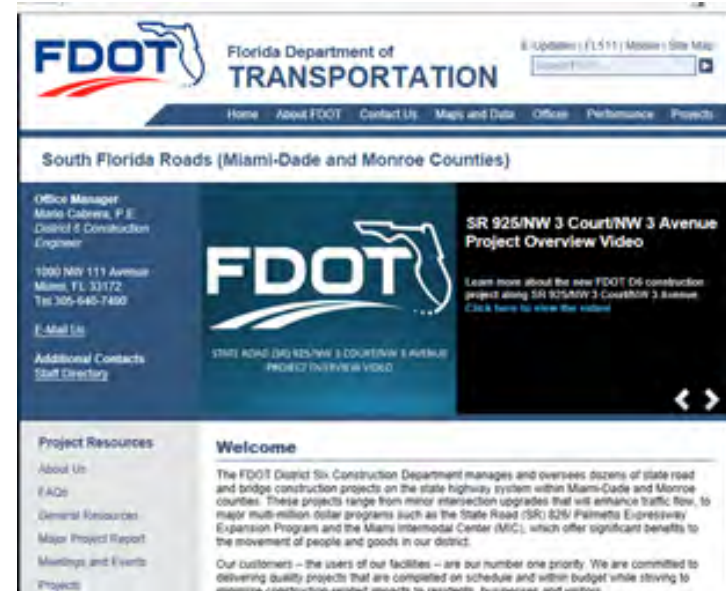 FDOT
Florida Department of
TRANSPORTATION
E-Updates | FL511 | Mobile | Site Map
Home About FDOT Contact Us Maps and Data Offices Performance Projects
South Florida Roads (Miami-Dade and Monroe Counties)
Office Manager
Mario Cabrera, P.E.
District 6 Construction
Engineer
1000 NW 111 Avenue
Miami, FL 33172
Tel 305-640-7400
E-Mail Us
Additional Contacts
Staff Directory
FDOT
STATE ROAD (SR) 925/NW 3 COURT/NW 3 AVENUE
PROJECT OVERVIEW VIDEO
SR 925/NW 3 Court/NW 3 Avenue
Project Overview Video
Learn more about the new FDOT D6 construction
project along SR 925/NW 3 Court/NW 3 Avenue.
Click here to view the video!
Project Resources
About Us
FAQs
General Resources
Major Project Report
Meetings and Events
Projects
Welcome
The FDOT District Six Construction Department manages and oversees dozens of state road
and bridge construction projects on the state highway system within Miami-Dade and Monroe
counties. These projects range from minor intersection upgrades that will enhance traffic flow, to
major multi-million dollar programs such as the State Road (SR) 826/ Palmetto Expressway
Expansion Program and the Miami Intermodal Center (MIC), which offer significant benefits to
the movement of people and goods in our district.
Our customers – the users of our facilities – are our number one priority. We are committed to
delivering quality projects that are completed on schedule and within budget while striving to
minimize construction related impacts to residents, businesses and visitors.